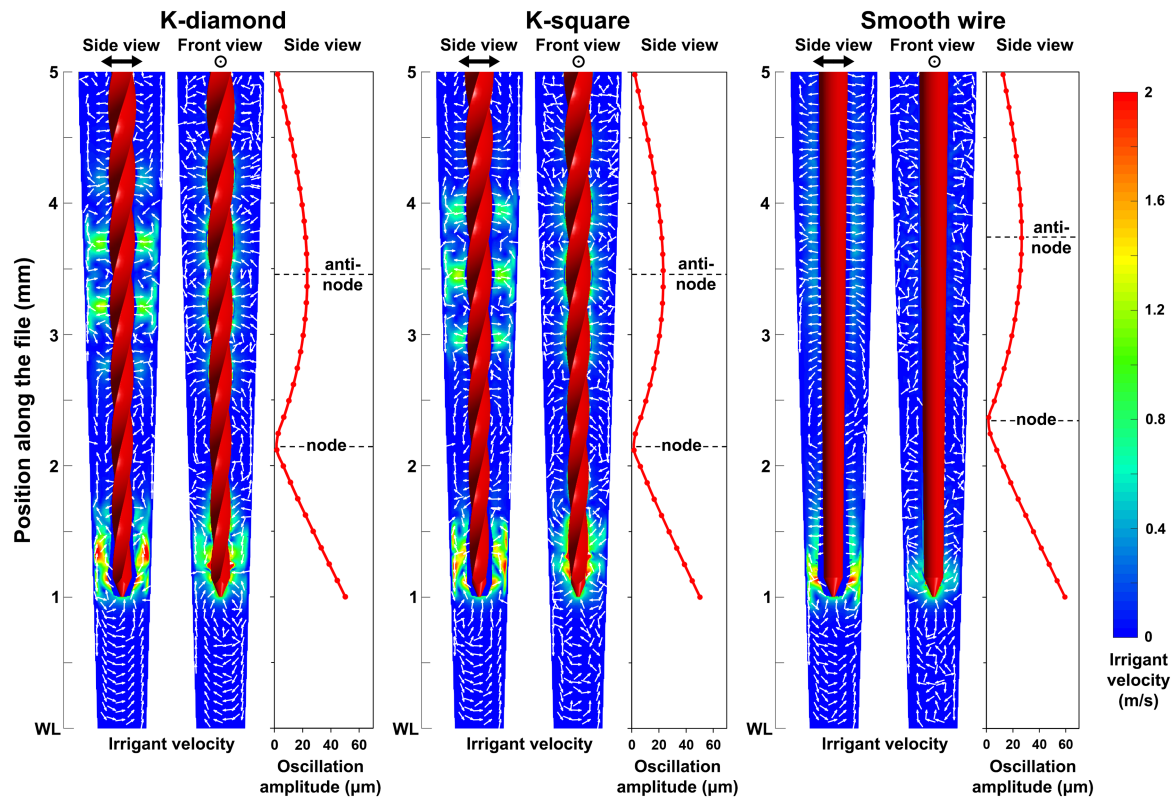 K-diamond
K-square
Smooth wire
Side view Front view Side view
Side view Front view Side view
Side view Front view Side view
Position along the file (mm)
5
4
3
2
1
WL
anti-
node
node
Irrigant velocity
0 20 40 60
Oscillation
amplitude (µm)
5
4
3
2
1
WL
anti-
node
node
Irrigant velocity
0 20 40 60
Oscillation
amplitude (µm)
5
4
3
2
1
WL
anti-
node
node
Irrigant velocity
0 20 40 60
Oscillation
amplitude (µm)
2
1.6
1.2
0.8
0.4
0
Irrigant
velocity
(m/s)